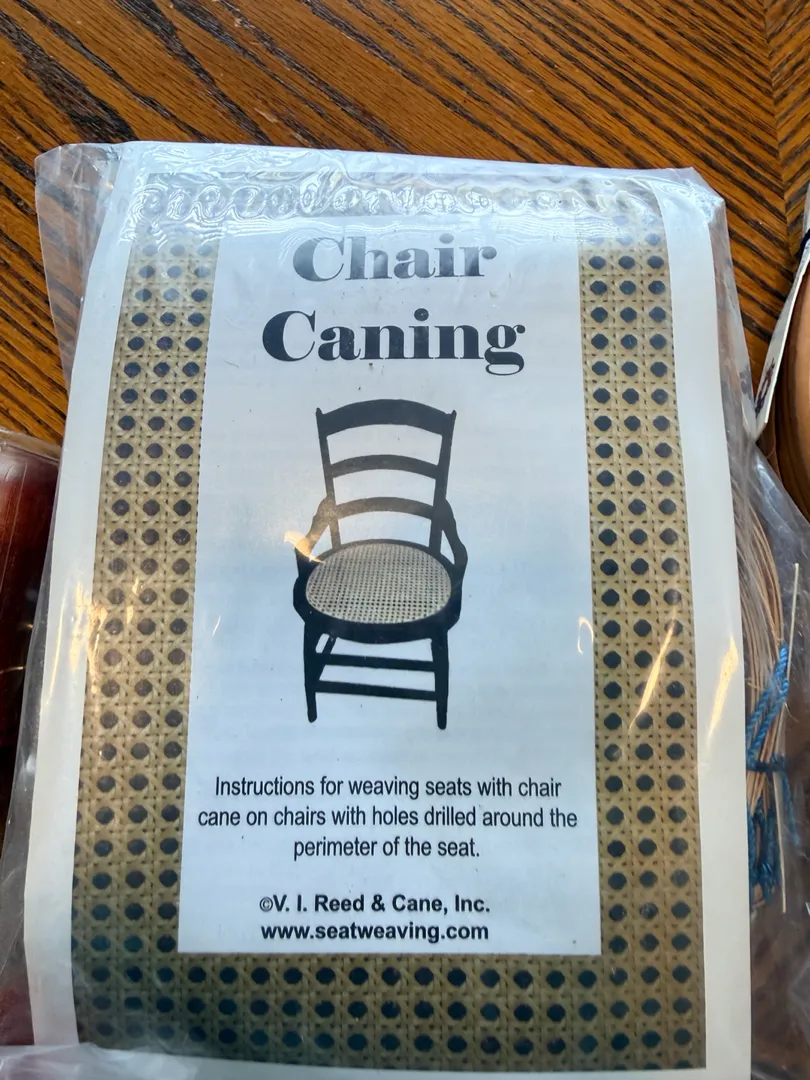 Chair
Caning
Instructions for weaving seats with chair
cane on chairs with holes drilled around the
perimeter of the seat.
©V. I. Reed & Cane, Inc.
www.seatweaving.com